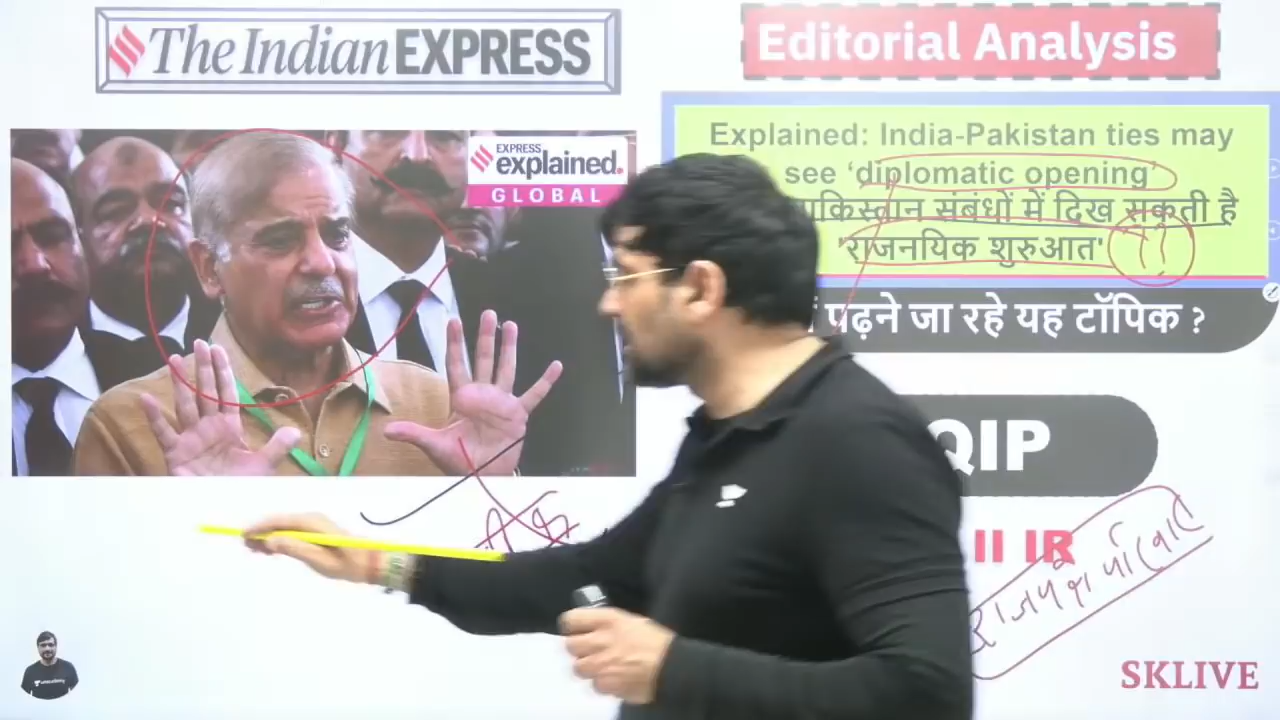 The Indian EXPRESS
Editorial Analysis
EXPRESS
explained.
GLOBAL
Explained: India-Pakistan ties may
see ‘diplomatic opening’
पाकिस्तान संबंधों में दिख सकती है
'राजनयिक शुरुआत'
??
पढ़ने जा रहे यह टॉपिक ?
QIP
II IR
SKLIVE